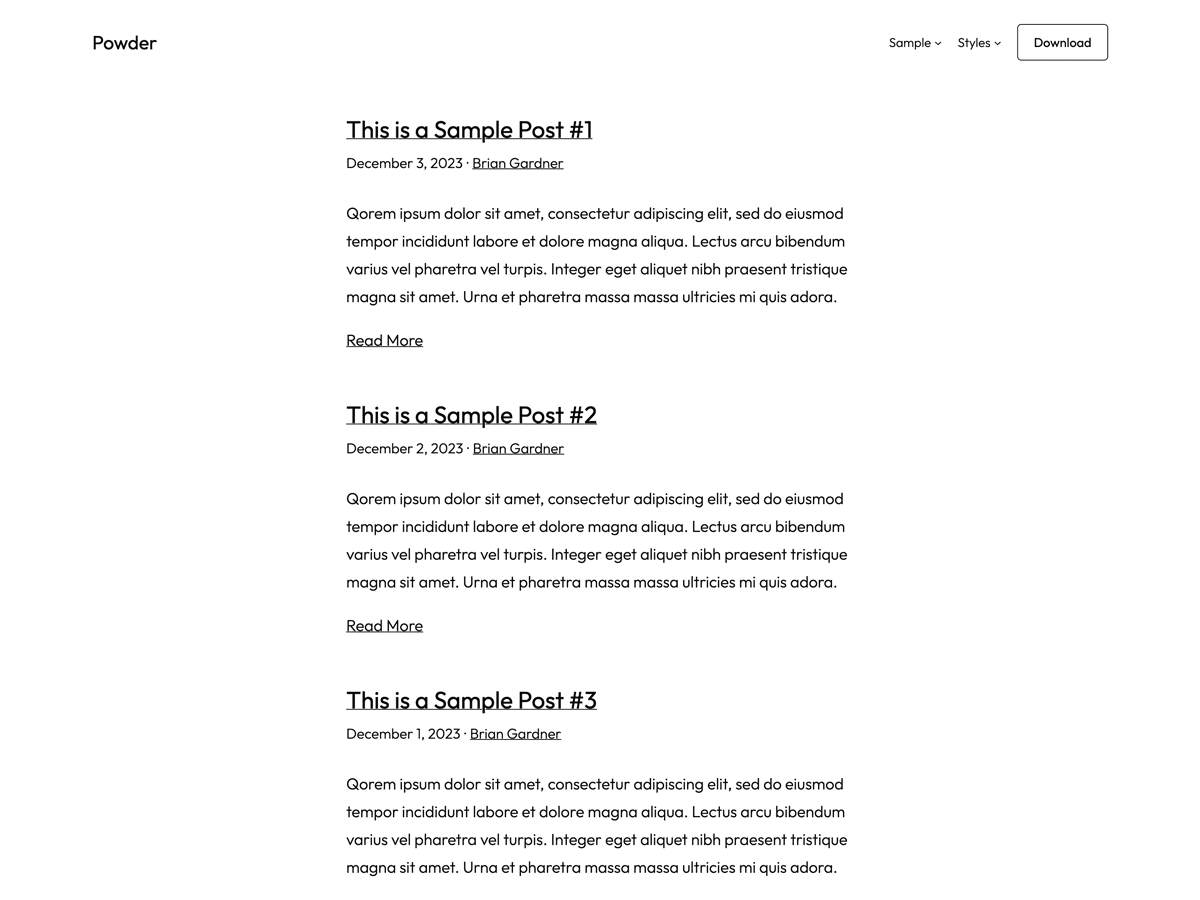 Powder
Sample
Styles
Download
This is a Sample Post #1
December 3, 2023 · Brian Gardner
Qorem ipsum dolor sit amet, consectetur adipiscing elit, sed do eiusmod
tempor incididunt labore et dolore magna aliqua. Lectus arcu bibendum
varius vel pharetra vel turpis. Integer eget aliquet nibh praesent tristique
magna sit amet. Urna et pharetra massa massa ultricies mi quis adora.
Read More
This is a Sample Post #2
December 2, 2023 · Brian Gardner
Qorem ipsum dolor sit amet, consectetur adipiscing elit, sed do eiusmod
tempor incididunt labore et dolore magna aliqua. Lectus arcu bibendum
varius vel pharetra vel turpis. Integer eget aliquet nibh praesent tristique
magna sit amet. Urna et pharetra massa massa ultricies mi quis adora.
Read More
This is a Sample Post #3
December 1, 2023 · Brian Gardner
Qorem ipsum dolor sit amet, consectetur adipiscing elit, sed do eiusmod
tempor incididunt labore et dolore magna aliqua. Lectus arcu bibendum
varius vel pharetra vel turpis. Integer eget aliquet nibh praesent tristique
magna sit amet. Urna et pharetra massa massa ultricies mi quis adora.